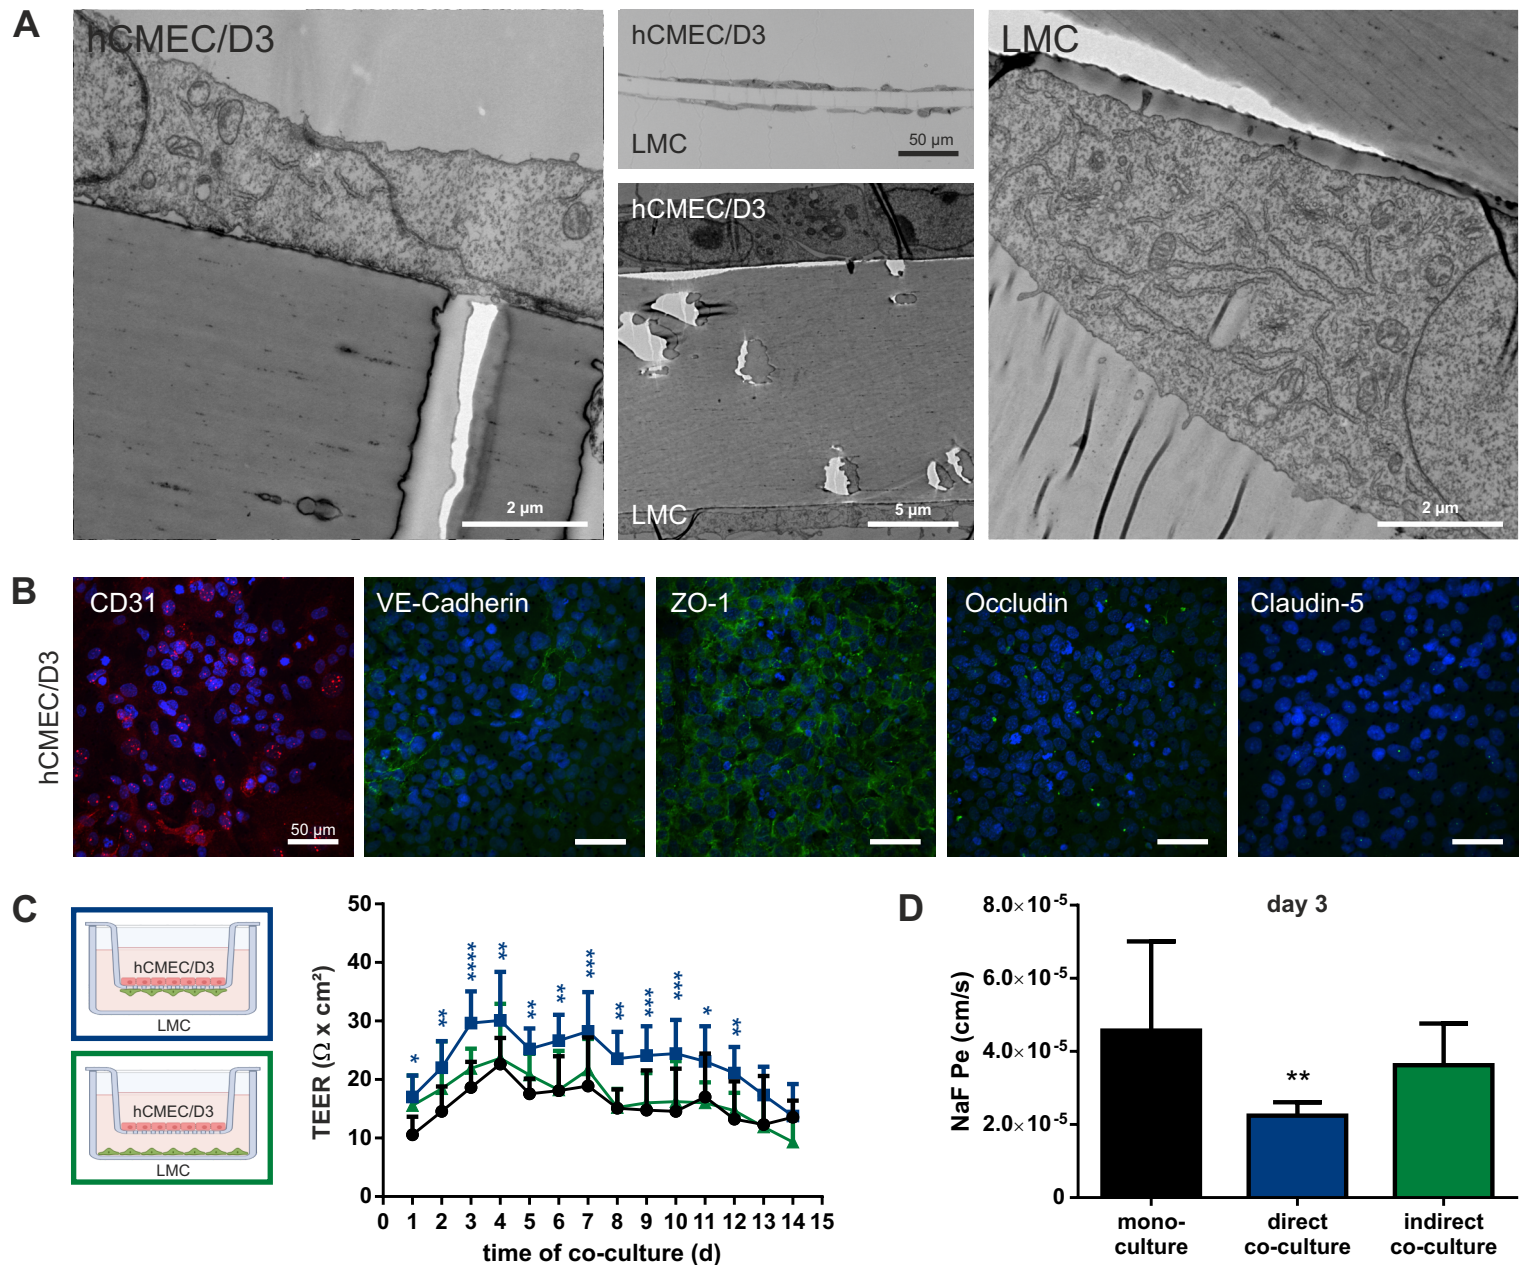 A
hCMEC/D3
2 µm
hCMEC/D3
LMC
50 µm
hCMEC/D3
LMC
5 µm
LMC
2 µm
B
hCMEC/D3
CD31
50 µm
VE-Cadherin
ZO-1
Occludin
Claudin-5
C
hCMEC/D3
LMC
hCMEC/D3
LMC
TEER (Ω x cm²)
50
40
30
20
10
0
* ** **** ** ** ** *** ** *** *** * **
0 1 2 3 4 5 6 7 8 9 10 11 12 13 14 15
time of co-culture (d)
D
day 3
NaF Pe (cm/s)
8.0×10⁻⁵
6.0×10⁻⁵
4.0×10⁻⁵
2.0×10⁻⁵
0
**
mono-
culture
direct
co-culture
indirect
co-culture